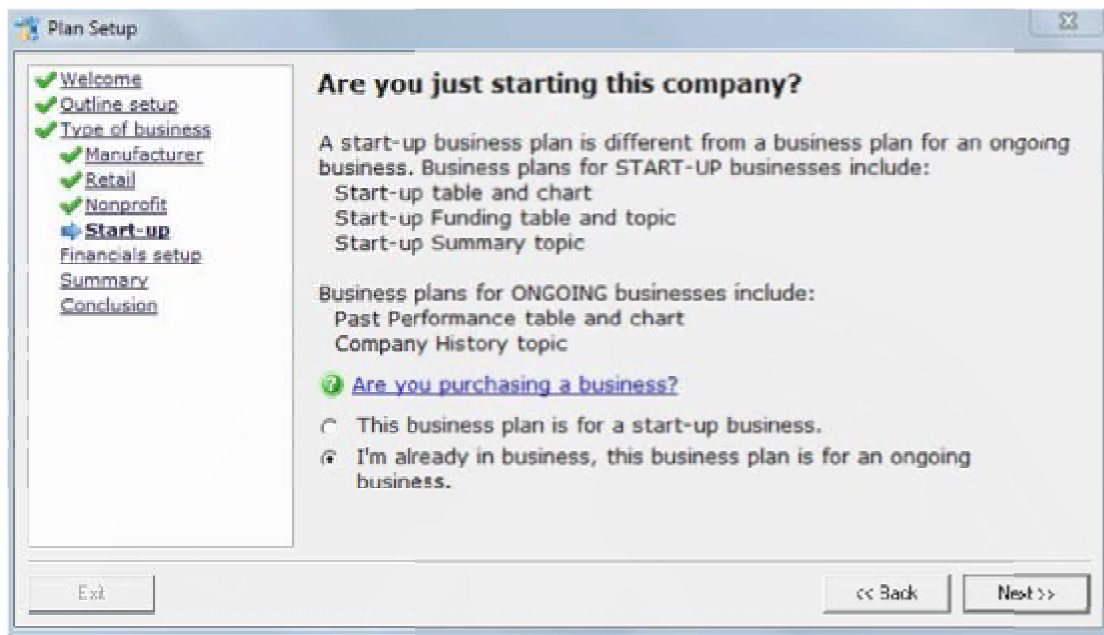 Plan Setup
Welcome
Outline setup
Type of business
Manufacturer
Retail
Nonprofit
Start-up
Financials setup
Summary
Conclusion
Are you just starting this company?
A start-up business plan is different from a business plan for an ongoing
business. Business plans for START-UP businesses include:
Start-up table and chart
Start-up Funding table and topic
Start-up Summary topic
Business plans for ONGOING businesses include:
Past Performance table and chart
Company History topic
Are you purchasing a business?
This business plan is for a start-up business.
I'm already in business, this business plan is for an ongoing
business.
Exit
<< Back
Next >>